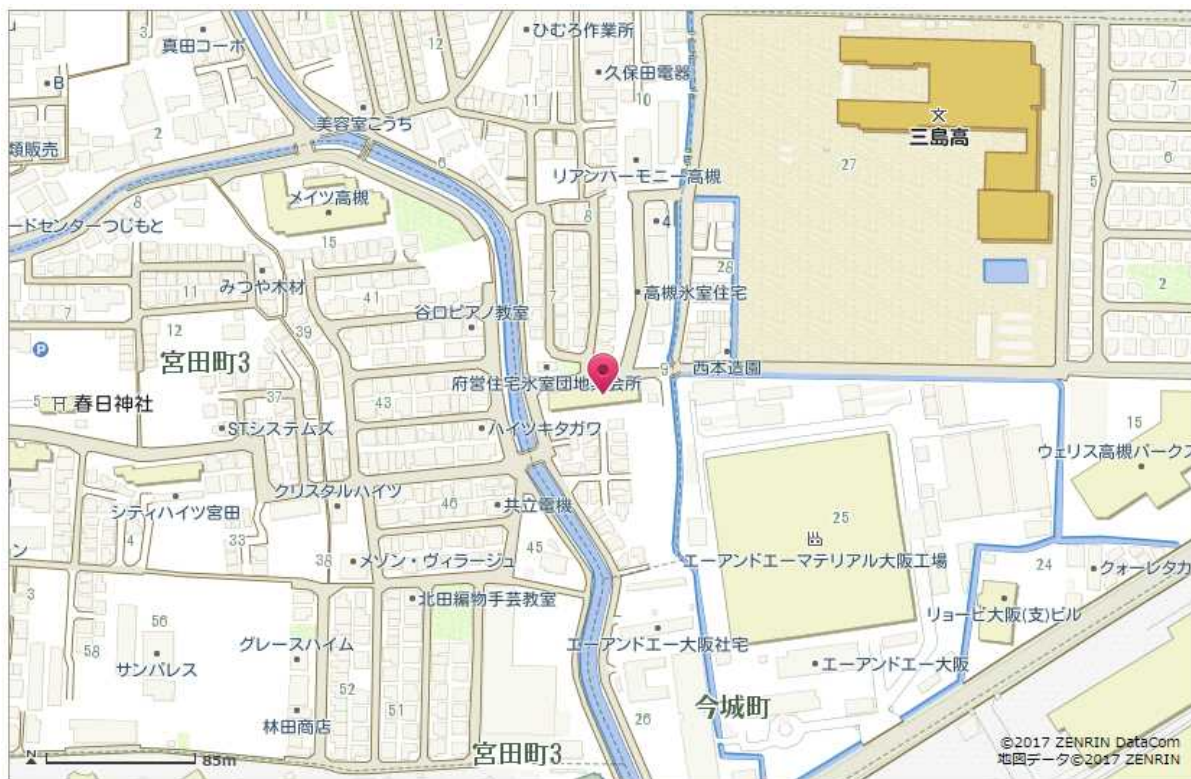 3
真田コーポ
12
ひむろ作業所
B
久保田電器
11
10
2
美容室こうち
三島高
類販売
6
27
リアンハーモニー高槻
5
6
メイツ高槻
8
8
41
ードセンターつじもと
15
28
2
みつや木材
11
41
7
高槻氷室住宅
7
谷口ピアノ教室
12
39
P
宮田町3
9
西本造園
府営住宅氷室団地集会所
37
5
春日神社
43
15
STシステムズ
ハイツキタガワ
ウェリス高槻パークス
クリスタルハイツ
46
シティハイツ宮田
共立電機
25
ン
4
33
38
45
メゾン・ヴィラージュ
エーアンドエーマテリアル大阪工場
24
クォーレタカ
3
北田編物手芸教室
リョービ大阪(支)ビル
56
グレースハイム
エーアンドエー大阪社宅
58
サンパレス
エーアンドエー大阪
52
51
今城町
26
林田商店
宮田町3
N
85m
©2017 ZENRIN DataCom
地図データ©2017 ZENRIN